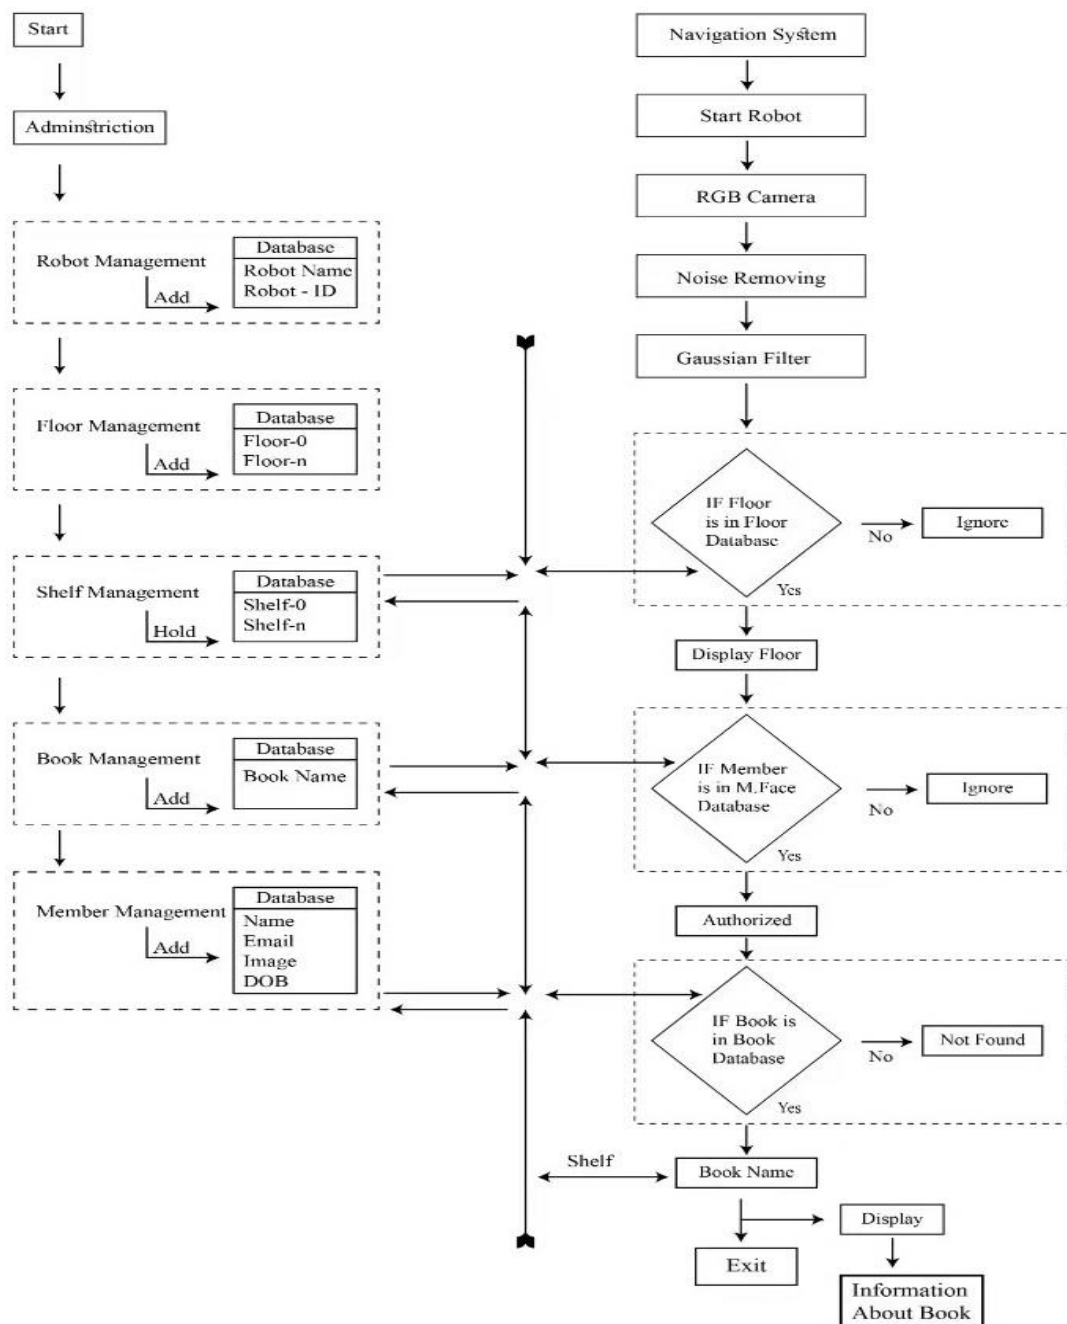 Start
Adminstriction
Robot Management
Add
Database
Robot Name
Robot - ID
Floor Management
Add
Database
Floor-0
Floor-n
Shelf Management
Hold
Database
Shelf-0
Shelf-n
Book Management
Add
Database
Book Name
Member Management
Add
Database
Name
Email
Image
DOB
Navigation System
Start Robot
RGB Camera
Noise Removing
Gaussian Filter
IF Floor
is in Floor
Database
No
Ignore
Yes
Display Floor
IF Member
is in M.Face
Database
No
Ignore
Yes
Authorized
IF Book is
in Book
Database
No
Not Found
Yes
Shelf
Book Name
Display
Exit
Information
About Book